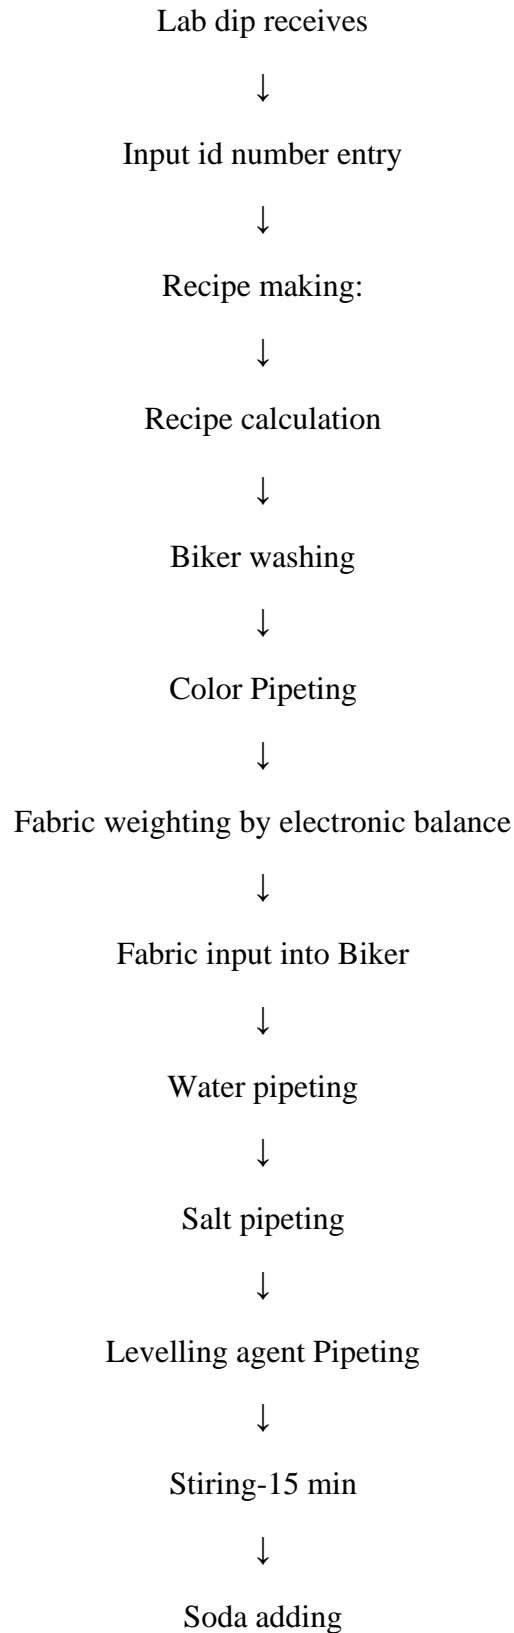 Lab dip receives
↓
Input id number entry
↓
Recipe making:
↓
Recipe calculation
↓
Biker washing
↓
Color Pipeting
↓
Fabric weighting by electronic balance
↓
Fabric input into Biker
↓
Water pipeting
↓
Salt pipeting
↓
Levelling agent Pipeting
↓
Stiring-15 min
↓
Soda adding